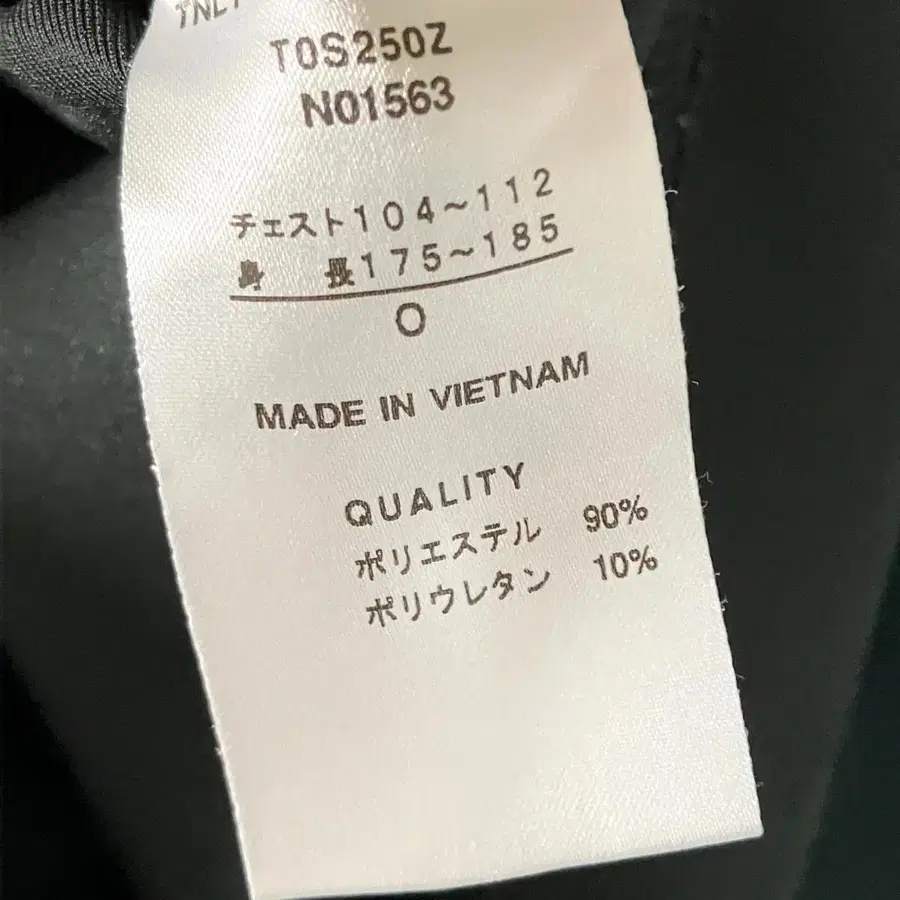 T0S250Z
N01563
チェスト104～112
身 長175～185
O
MADE IN VIETNAM
QUALITY
ポリエステル 90%
ポリウレタン 10%